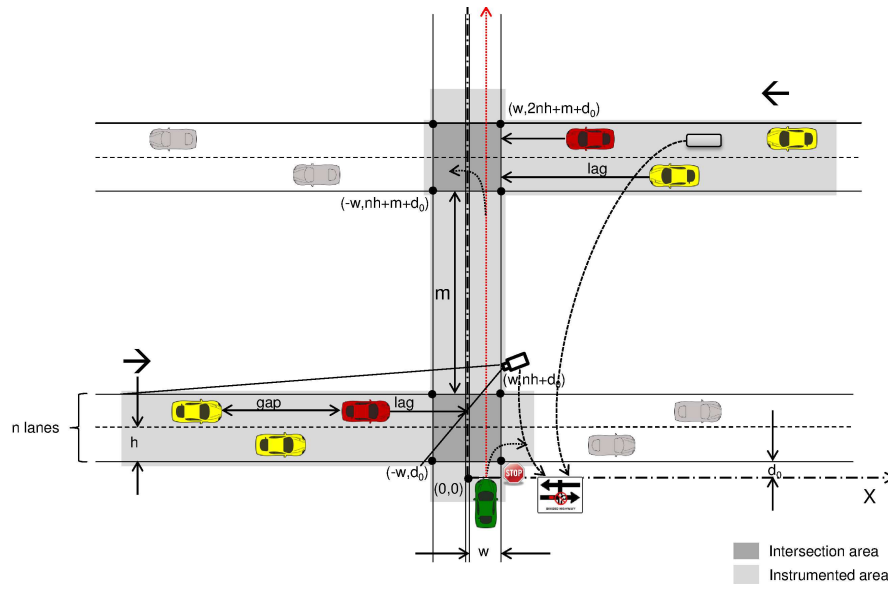 (w,2nh+m+d₀)
lag
(-w,nh+m+d₀)
m
(w,nh+d₀)
gap
lag
n lanes
h
(-w,d₀)
(0,0)
STOP
d₀
X
w
Intersection area
Instrumented area